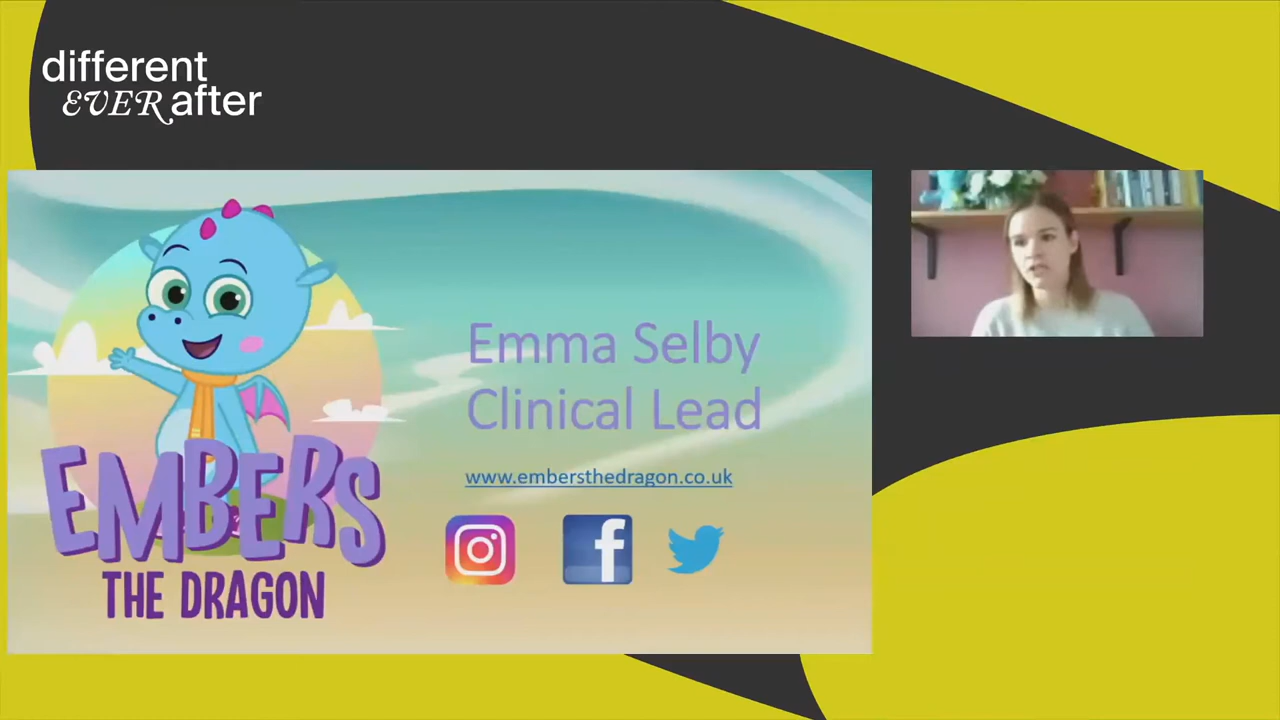 different
EVER after
Emma Selby
Clinical Lead
www.embersthedragon.co.uk
EMBERS
THE DRAGON